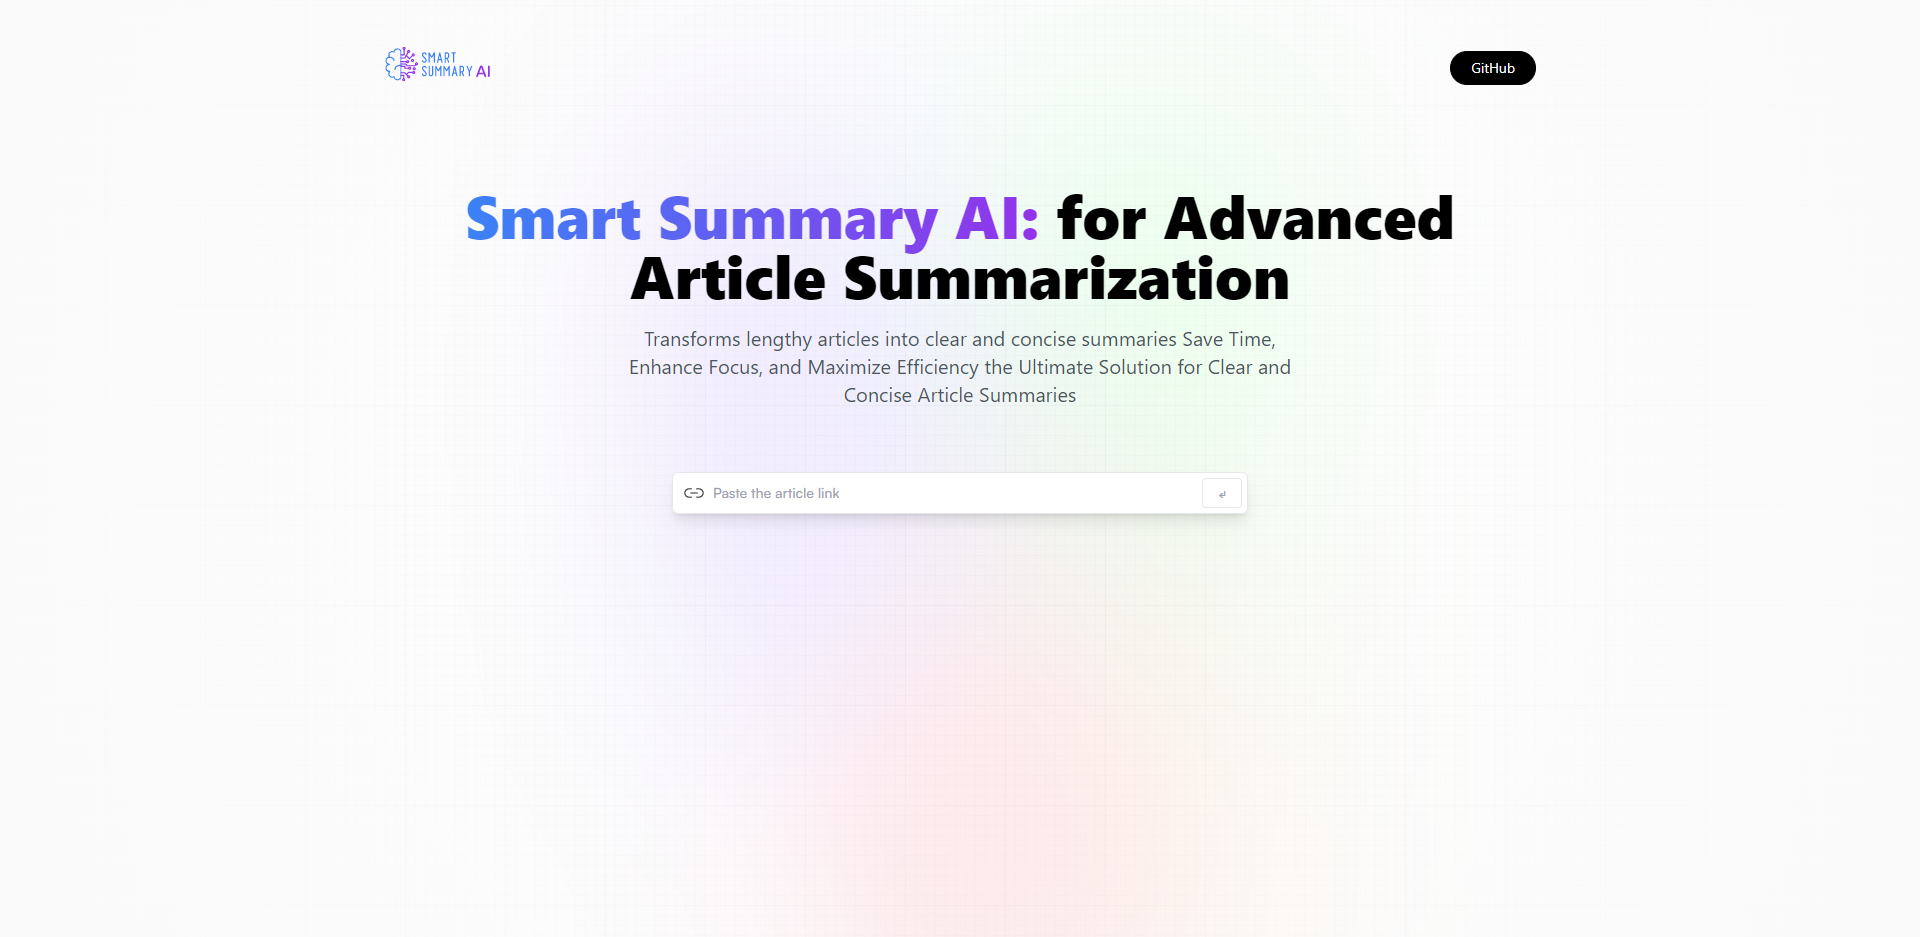 SMART
SUMMARY AI
GitHub
Smart Summary AI: for Advanced
Article Summarization
Transforms lengthy articles into clear and concise summaries Save Time,
Enhance Focus, and Maximize Efficiency the Ultimate Solution for Clear and
Concise Article Summaries
Paste the article link
↵